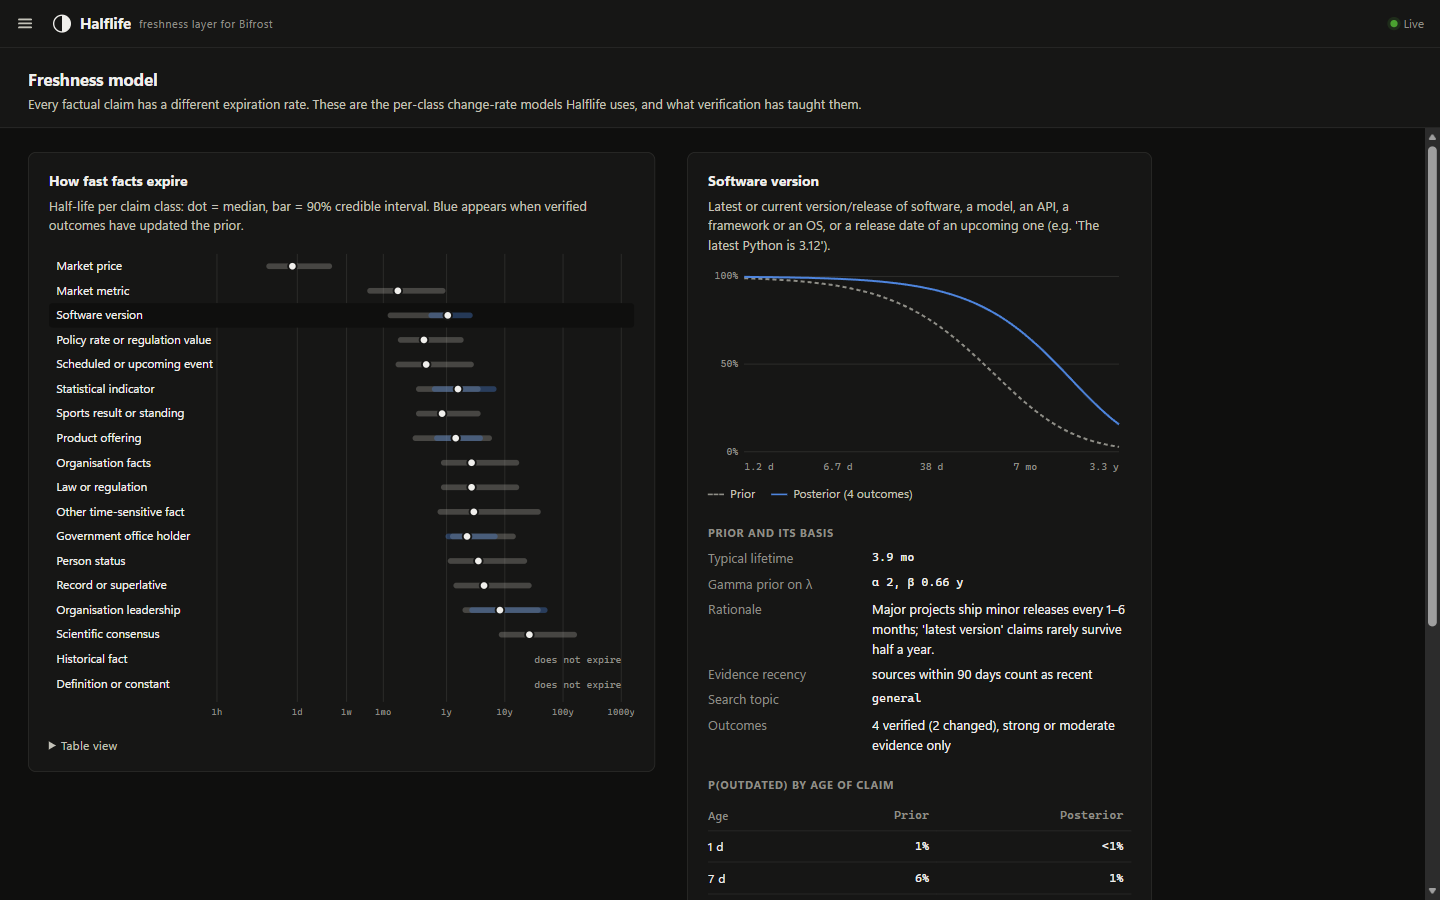 Halflife freshness layer for Bifrost
Live
Freshness model
Every factual claim has a different expiration rate. These are the per-class change-rate models Halflife uses, and what verification has taught them.
How fast facts expire
Half-life per claim class: dot = median, bar = 90% credible interval. Blue appears when verified
outcomes have updated the prior.
Market price
Market metric
Software version
Policy rate or regulation value
Scheduled or upcoming event
Statistical indicator
Sports result or standing
Product offering
Organisation facts
Law or regulation
Other time-sensitive fact
Government office holder
Person status
Record or superlative
Organisation leadership
Scientific consensus
Historical fact does not expire
Definition or constant does not expire
1h 1d 1w 1mo 1y 10y 100y 1000y
Table view
Software version
Latest or current version/release of software, a model, an API, a
framework or an OS, or a release date of an upcoming one (e.g. 'The
latest Python is 3.12').
100%
50%
0%
1.2 d 6.7 d 38 d 7 mo 3.3 y
Prior Posterior (4 outcomes)
PRIOR AND ITS BASIS
Typical lifetime 3.9 mo
Gamma prior on λ α 2, β 0.66 y
Rationale Major projects ship minor releases every 1–6
months; 'latest version' claims rarely survive
half a year.
Evidence recency sources within 90 days count as recent
Search topic general
Outcomes 4 verified (2 changed), strong or moderate
evidence only
P(OUTDATED) BY AGE OF CLAIM
Age Prior Posterior
1 d 1% <1%
7 d 6% 1%